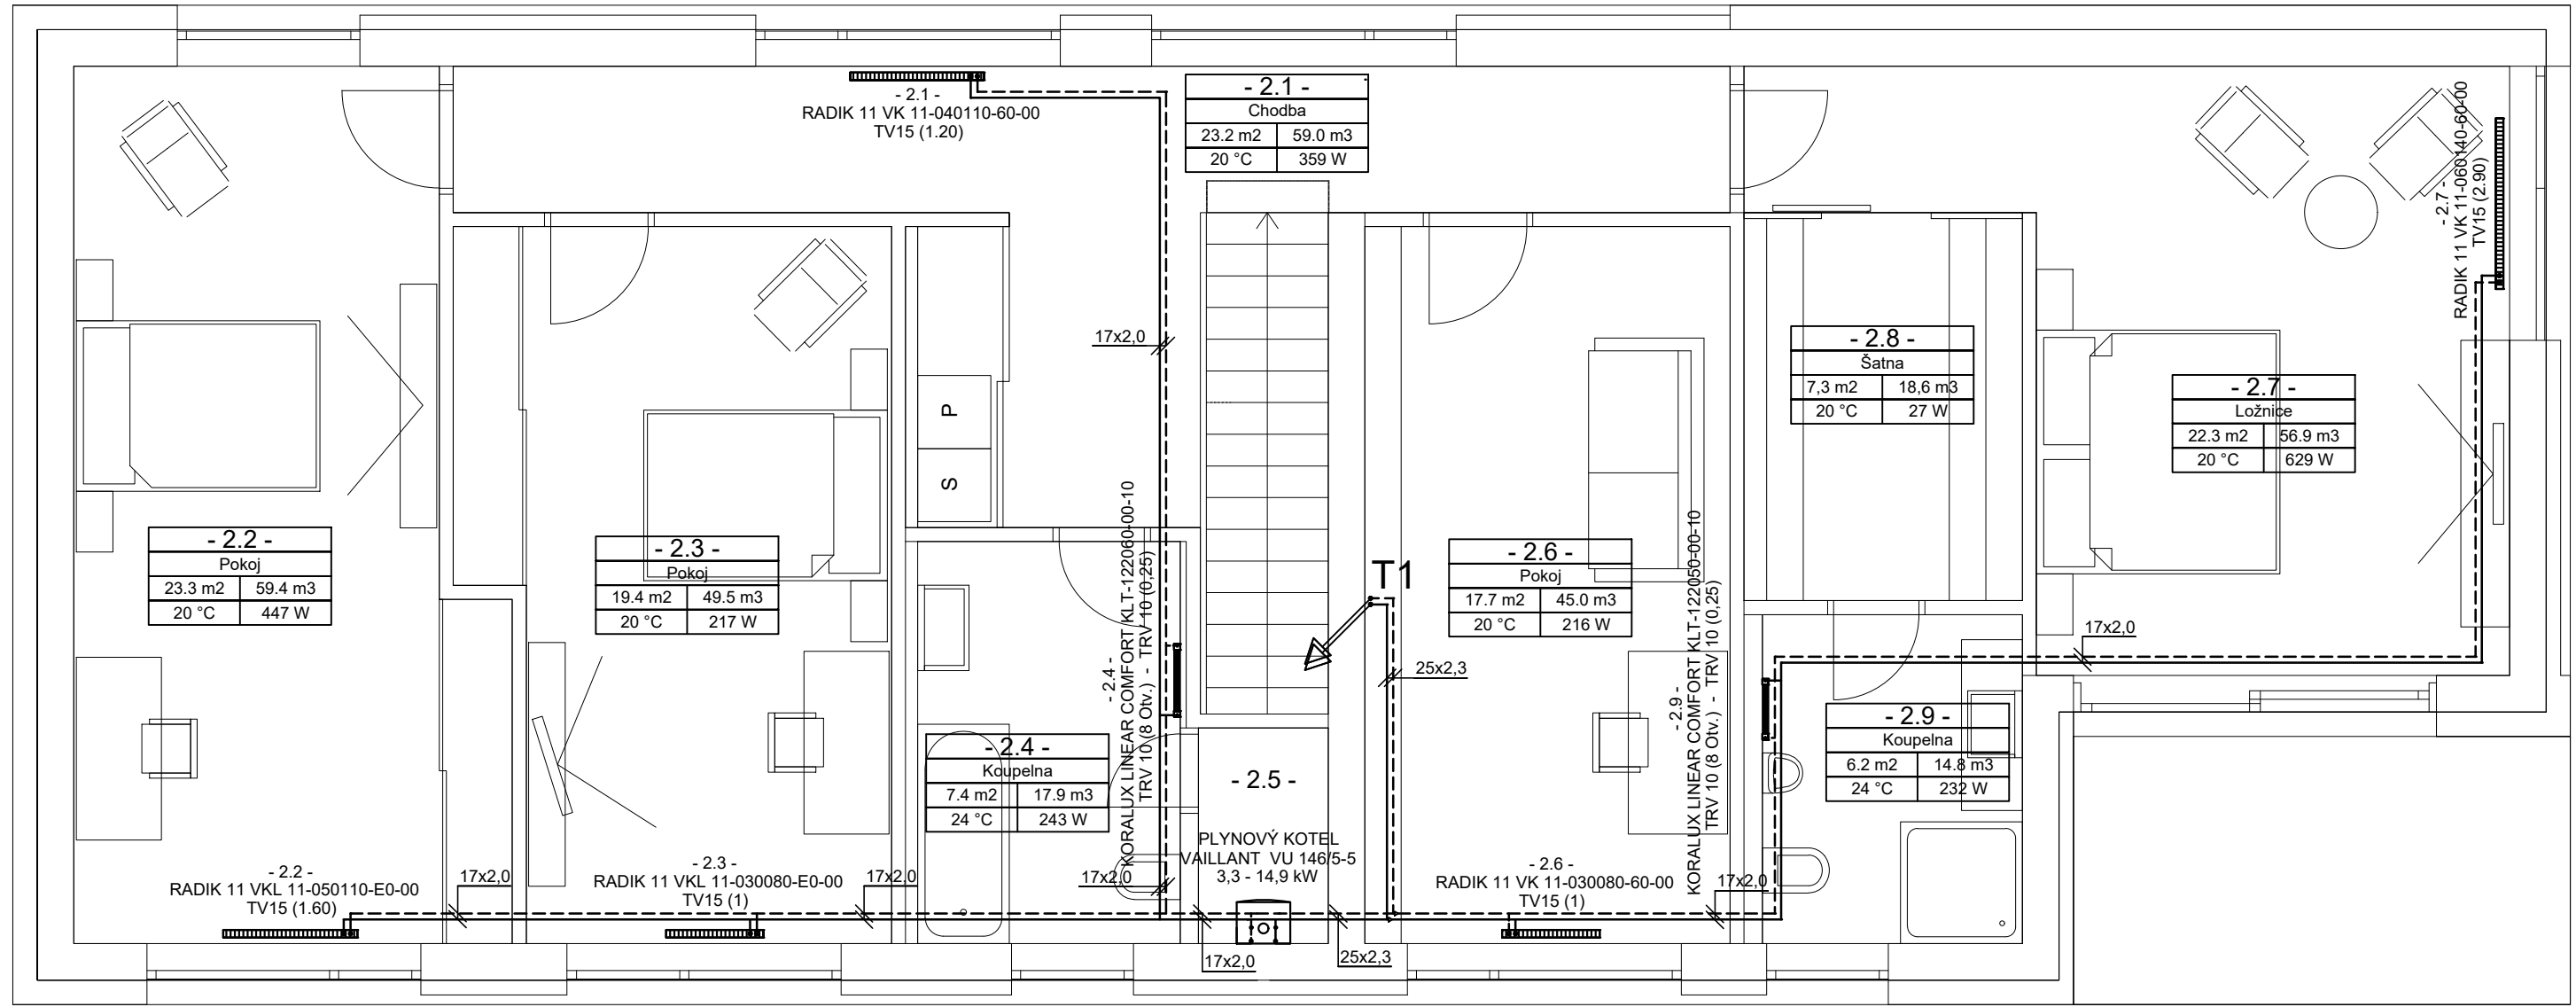 - 2.1 -
RADIK 11 VK 11-040110-60-00
TV15 (1.20)
- 2.1 -
Chodba
23.2 m2 59.0 m3
20 °C 359 W
- 2.7 -
RADIK 11 VK 11-060140-60-00
TV15 (2.90)
17x2,0
- 2.8 -
Šatna
7,3 m2 18,6 m3
20 °C 27 W
- 2.7 -
Ložnice
22.3 m2 56.9 m3
20 °C 629 W
P
S
- 2.2 -
Pokoj
23.3 m2 59.4 m3
20 °C 447 W
- 2.3 -
Pokoj
19.4 m2 49.5 m3
20 °C 217 W
- 2.4 -
KORALUX LINEAR COMFORT KLT-122060-00-10
TRV 10 (8 Otv.) - TRV 10 (0,25)
T1
25x2,3
- 2.6 -
Pokoj
17.7 m2 45.0 m3
20 °C 216 W
- 2.9 -
KORALUX LINEAR COMFORT KLT-122050-00-10
TRV 10 (8 Otv.) - TRV 10 (0,25)
17x2,0
- 2.4 -
Koupelna
7.4 m2 17.9 m3
24 °C 243 W
- 2.5 -
- 2.9 -
Koupelna
6.2 m2 14.8 m3
24 °C 232 W
PLYNOVÝ KOTEL
VAILLANT VU 146/5-5
3,3 - 14,9 kW
- 2.2 -
RADIK 11 VKL 11-050110-E0-00
TV15 (1.60)
17x2,0
- 2.3 -
RADIK 11 VKL 11-030080-E0-00
TV15 (1)
17x2,0
17x2,0
- 2.6 -
RADIK 11 VK 11-030080-60-00
TV15 (1)
17x2,0
17x2,0
25x2,3